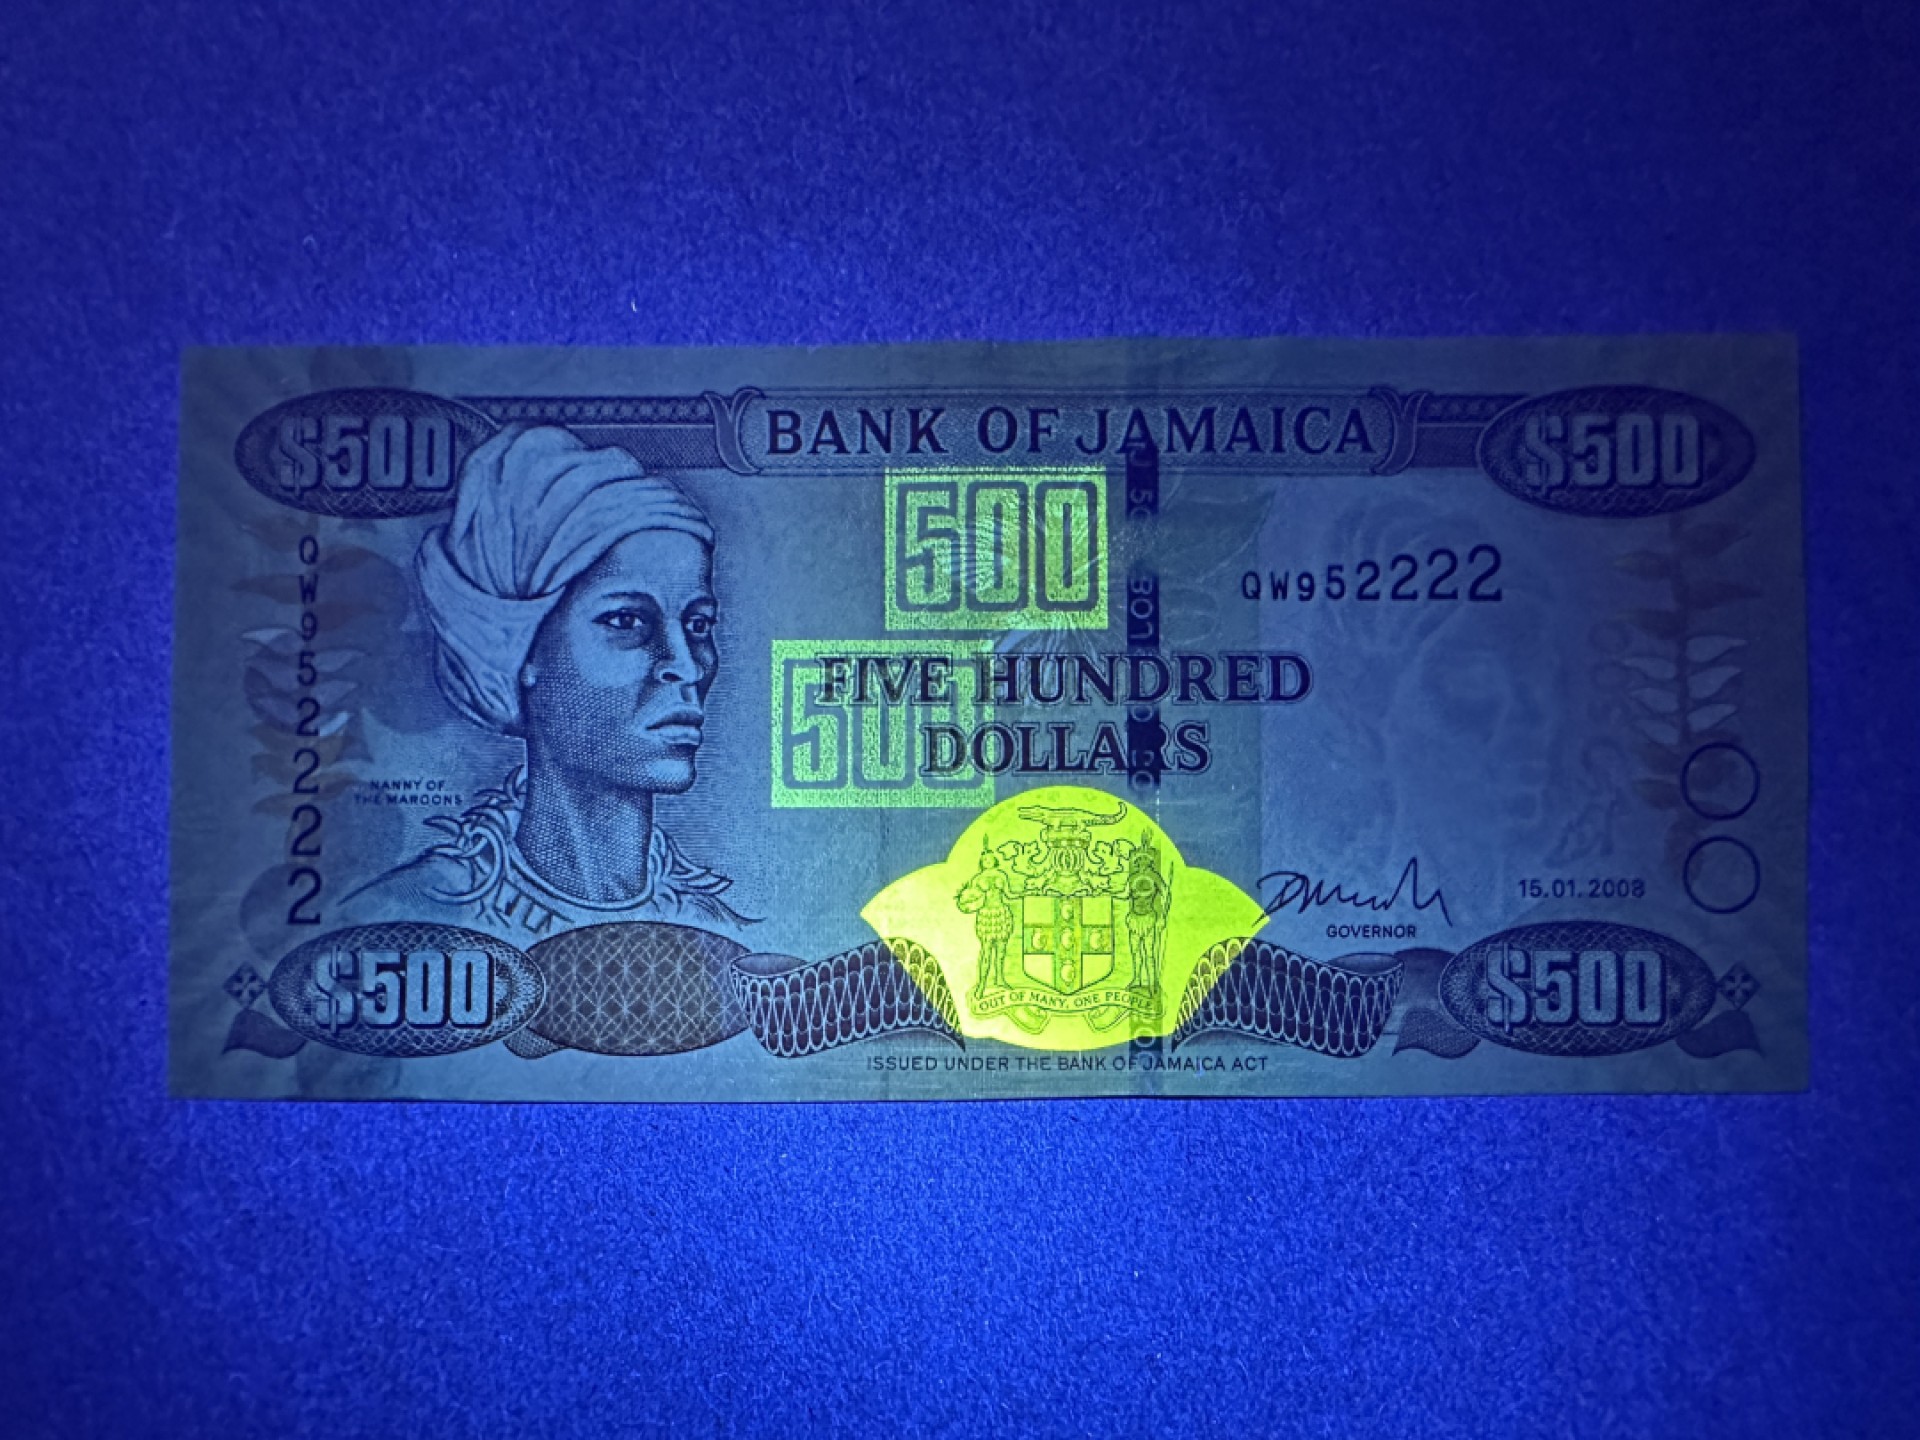 BANK OF JAMAICA
$500
$500
500
QW952222
QW952222
500
FIVE HUNDRED
DOLLARS
NANNY OF
THE MAROONS
OUT OF MANY, ONE PEOPLE
GOVERNOR
15.01.2008
$500
$500
ISSUED UNDER THE BANK OF JAMAICA ACT